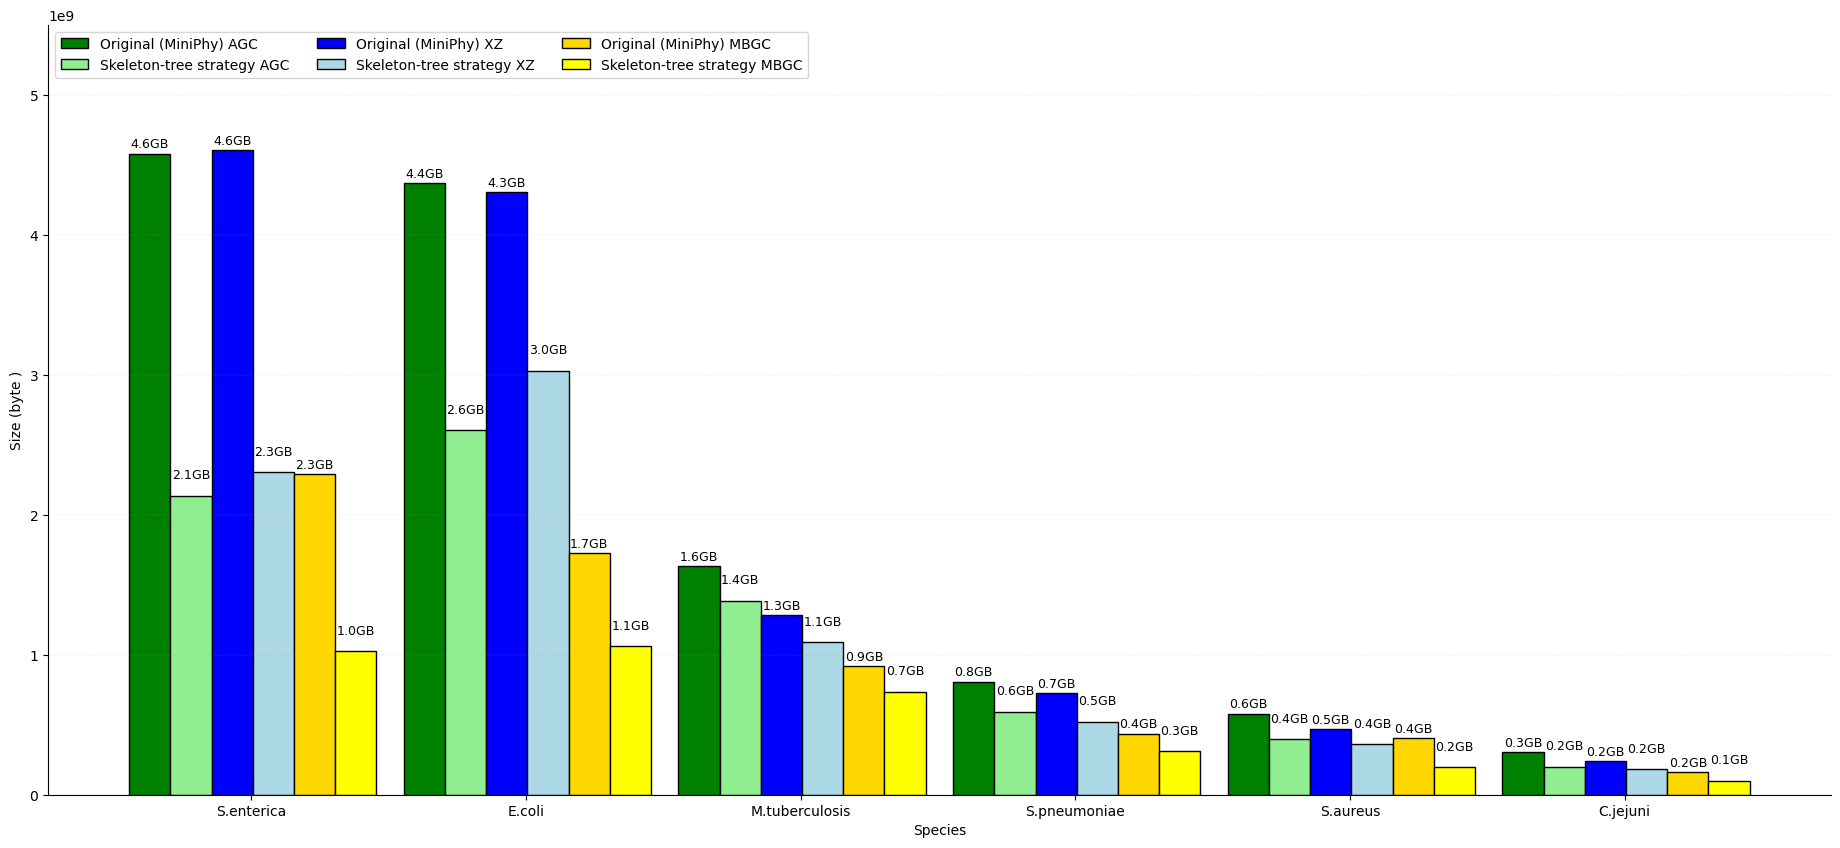 1e9
Original (MiniPhy) AGC
Skeleton-tree strategy AGC
Original (MiniPhy) XZ
Skeleton-tree strategy XZ
Original (MiniPhy) MBGC
Skeleton-tree strategy MBGC
5
4
3
2
1
0
Size (byte )
4.6GB
2.1GB
4.6GB
2.3GB
2.3GB
1.0GB
4.4GB
2.6GB
4.3GB
3.0GB
1.7GB
1.1GB
1.6GB
1.4GB
1.3GB
1.1GB
0.9GB
0.7GB
0.8GB
0.6GB
0.7GB
0.5GB
0.4GB
0.3GB
0.6GB
0.4GB
0.5GB
0.4GB
0.4GB
0.2GB
0.3GB
0.2GB
0.2GB
0.2GB
0.2GB
0.1GB
S.enterica
E.coli
M.tuberculosis
S.pneumoniae
S.aureus
C.jejuni
Species